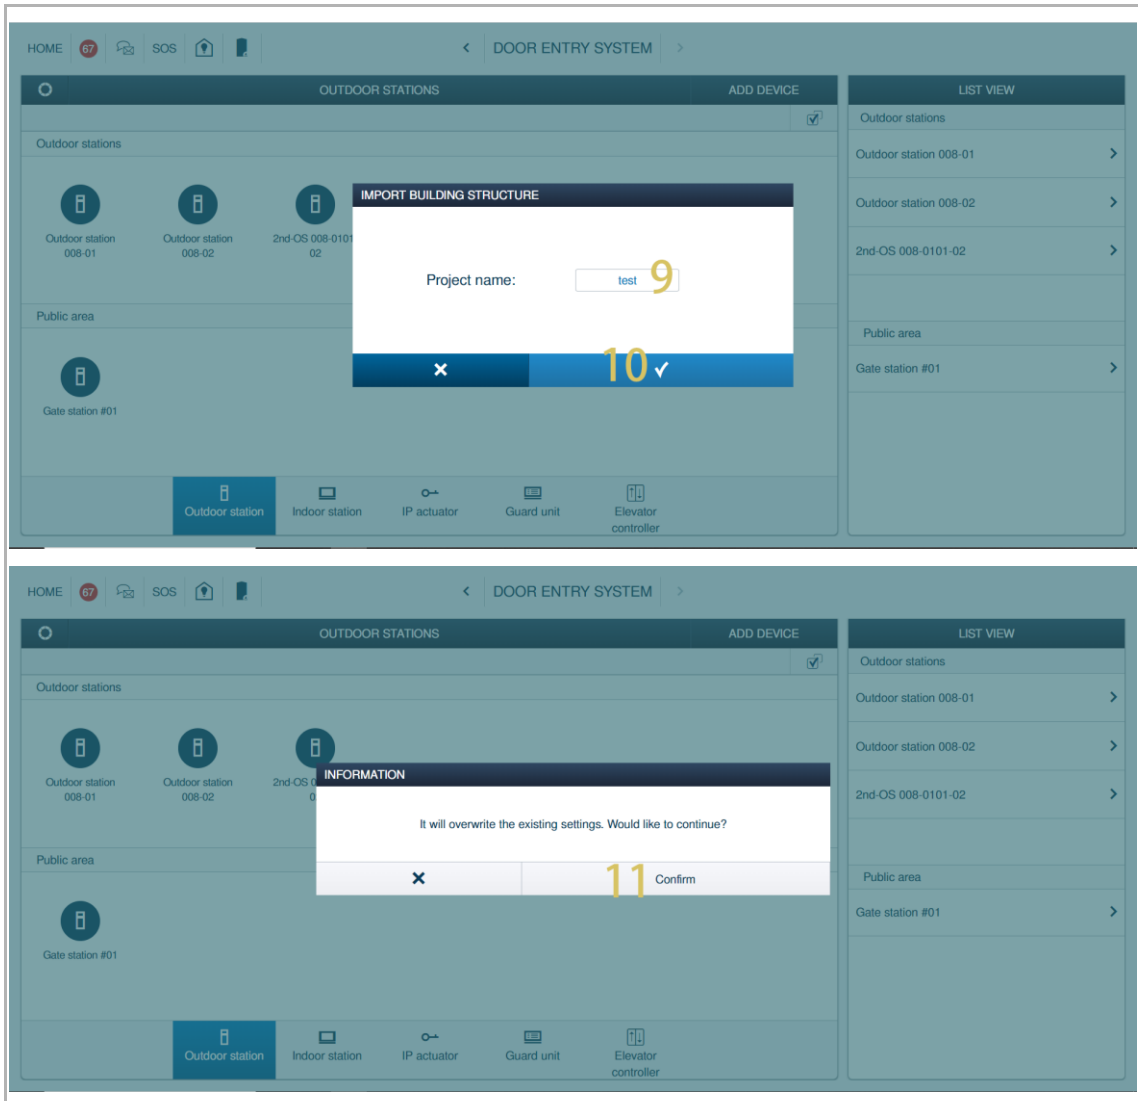 HOME 67 SOS < DOOR ENTRY SYSTEM >
OUTDOOR STATIONS ADD DEVICE LIST VIEW
Outdoor stations
Outdoor stations
Outdoor station 008-01
Outdoor station 008-02
2nd-OS 008-0101-02
Outdoor station
008-01
Outdoor station
008-02
2nd-OS 008-0101
02
IMPORT BUILDING STRUCTURE
Project name: test 9
10
Public area
Public area
Gate station #01
Gate station #01
Outdoor station
Indoor station
IP actuator
Guard unit
Elevator
controller
HOME 67 SOS < DOOR ENTRY SYSTEM >
OUTDOOR STATIONS ADD DEVICE LIST VIEW
Outdoor stations
Outdoor stations
Outdoor station 008-01
Outdoor station 008-02
2nd-OS 008-0101-02
Outdoor station
008-01
Outdoor station
008-02
2nd-OS 0
0
INFORMATION
It will overwrite the existing settings. Would like to continue?
11 Confirm
Public area
Public area
Gate station #01
Gate station #01
Outdoor station
Indoor station
IP actuator
Guard unit
Elevator
controller